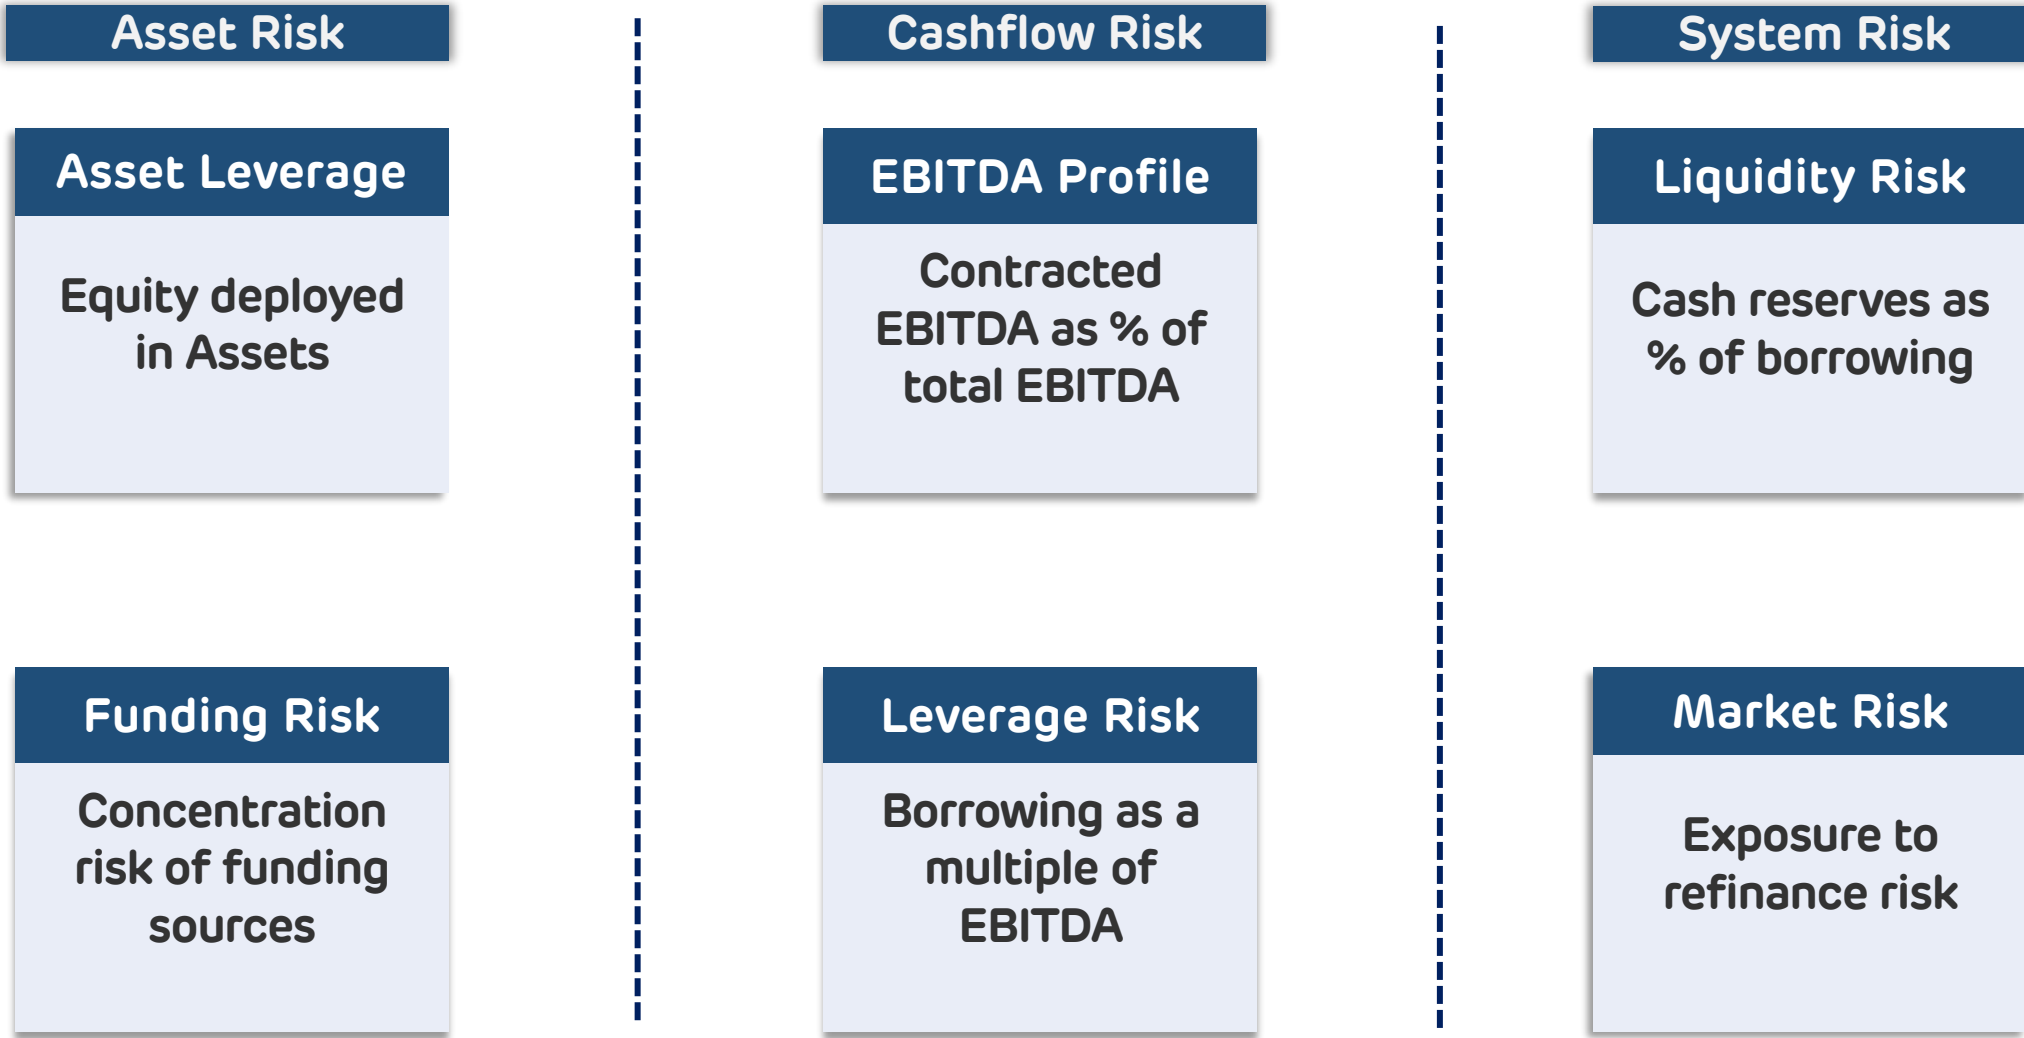 Asset Risk
Cashflow Risk
System Risk
Asset Leverage
Equity deployed
in Assets
EBITDA Profile
Contracted
EBITDA as % of
total EBITDA
Liquidity Risk
Cash reserves as
% of borrowing
Funding Risk
Concentration
risk of funding
sources
Leverage Risk
Borrowing as a
multiple of
EBITDA
Market Risk
Exposure to
refinance risk